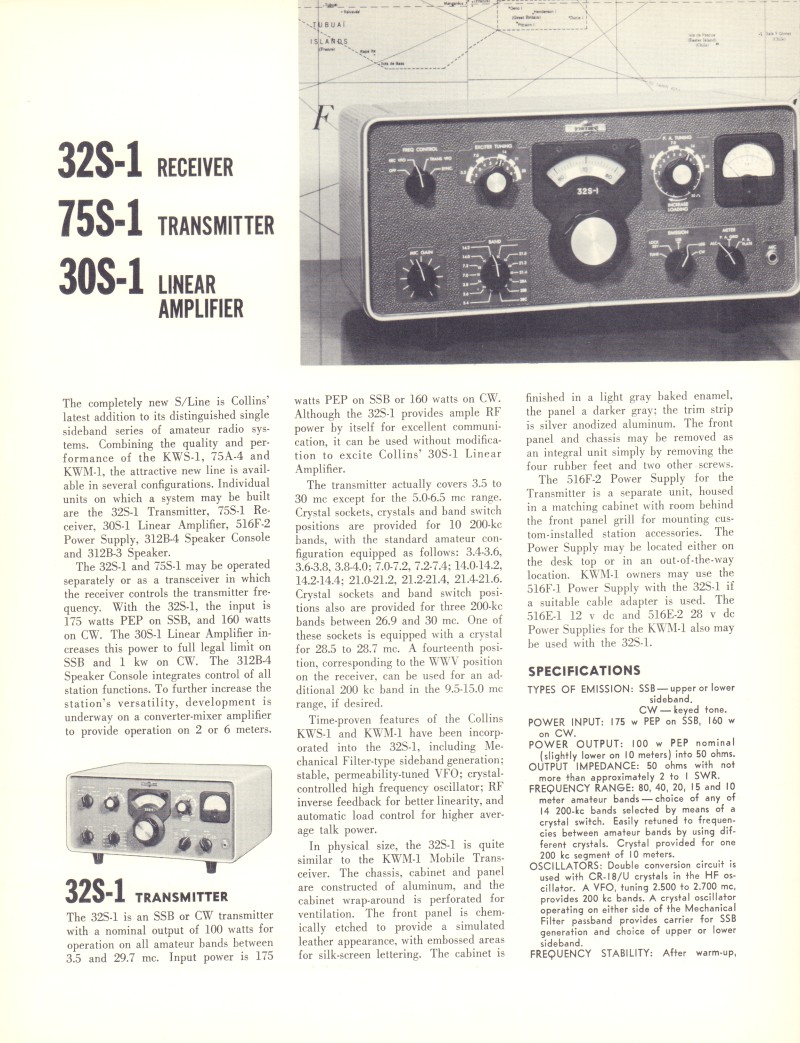 TUBUAI
ISLANDS
(France)
F
32S-1 RECEIVER
75S-1 TRANSMITTER
30S-1 LINEAR
AMPLIFIER
FREQ CONTROL
EXCITER TUNING
P. A. TUNING
32S-1
INCREASE
LOADING
MIC GAIN
BAND
EMISSION
METER
The completely new S/Line is Collins'
latest addition to its distinguished single
sideband series of amateur radio sys-
tems. Combining the quality and per-
formance of the KWS-1, 75A-4 and
KWM-1, the attractive new line is avail-
able in several configurations. Individual
units on which a system may be built
are the 32S-1 Transmitter, 75S-1 Re-
ceiver, 30S-1 Linear Amplifier, 516F-2
Power Supply, 312B-4 Speaker Console
and 312B-3 Speaker.
The 32S-1 and 75S-1 may be operated
separately or as a transceiver in which
the receiver controls the transmitter fre-
quency. With the 32S-1, the input is
175 watts PEP on SSB, and 160 watts
on CW. The 30S-1 Linear Amplifier in-
creases this power to full legal limit on
SSB and 1 kw on CW. The 312B-4
Speaker Console integrates control of all
station functions. To further increase the
station's versatility, development is
underway on a converter-mixer amplifier
to provide operation on 2 or 6 meters.
32S-1 TRANSMITTER
The 32S-1 is an SSB or CW transmitter
with a nominal output of 100 watts for
operation on all amateur bands between
3.5 and 29.7 mc. Input power is 175
watts PEP on SSB or 160 watts on CW.
Although the 32S-1 provides ample RF
power by itself for excellent communi-
cation, it can be used without modifica-
tion to excite Collins' 30S-1 Linear
Amplifier.
The transmitter actually covers 3.5 to
30 mc except for the 5.0-6.5 mc range.
Crystal sockets, crystals and band switch
positions are provided for 10 200-kc
bands, with the standard amateur con-
figuration equipped as follows: 3.4-3.6,
3.6-3.8, 3.8-4.0; 7.0-7.2, 7.2-7.4; 14.0-14.2,
14.2-14.4; 21.0-21.2, 21.2-21.4, 21.4-21.6.
Crystal sockets and band switch posi-
tions also are provided for three 200-kc
bands between 26.9 and 30 mc. One of
these sockets is equipped with a crystal
for 28.5 to 28.7 mc. A fourteenth posi-
tion, corresponding to the WWV position
on the receiver, can be used for an ad-
ditional 200 kc band in the 9.5-15.0 mc
range, if desired.
Time-proven features of the Collins
KWS-1 and KWM-1 have been incorp-
orated into the 32S-1, including Me-
chanical Filter-type sideband generation;
stable, permeability-tuned VFO; crystal-
controlled high frequency oscillator; RF
inverse feedback for better linearity, and
automatic load control for higher aver-
age talk power.
In physical size, the 32S-1 is quite
similar to the KWM-1 Mobile Trans-
ceiver. The chassis, cabinet and panel
are constructed of aluminum, and the
cabinet wrap-around is perforated for
ventilation. The front panel is chem-
ically etched to provide a simulated
leather appearance, with embossed areas
for silk-screen lettering. The cabinet is
finished in a light gray baked enamel,
the panel a darker gray; the trim strip
is silver anodized aluminum. The front
panel and chassis may be removed as
an integral unit simply by removing the
four rubber feet and two other screws.
The 516F-2 Power Supply for the
Transmitter is a separate unit, housed
in a matching cabinet with room behind
the front panel grill for mounting cus-
tom-installed station accessories. The
Power Supply may be located either on
the desk top or in an out-of-the-way
location. KWM-1 owners may use the
516F-1 Power Supply with the 32S-1 if
a suitable cable adapter is used. The
516E-1 12 v dc and 516E-2 28 v dc
Power Supplies for the KWM-1 also may
be used with the 32S-1.
SPECIFICATIONS
TYPES OF EMISSION: SSB — upper or lower
sideband.
CW — keyed tone.
POWER INPUT: 175 w PEP on SSB, 160 w
on CW.
POWER OUTPUT: 100 w PEP nominal
(slightly lower on 10 meters) into 50 ohms.
OUTPUT IMPEDANCE: 50 ohms with not
more than approximately 2 to 1 SWR.
FREQUENCY RANGE: 80, 40, 20, 15 and 10
meter amateur bands — choice of any of
14 200-kc bands selected by means of a
crystal switch. Easily retuned to frequen-
cies between amateur bands by using dif-
ferent crystals. Crystal provided for one
200 kc segment of 10 meters.
OSCILLATORS: Double conversion circuit is
used with CR-18/U crystals in the HF os-
cillator. A VFO, tuning 2.500 to 2.700 mc,
provides 200 kc bands. A crystal oscillator
operating on either side of the Mechanical
Filter passband provides carrier for SSB
generation and choice of upper or lower
sideband.
FREQUENCY STABILITY: After warm-up,